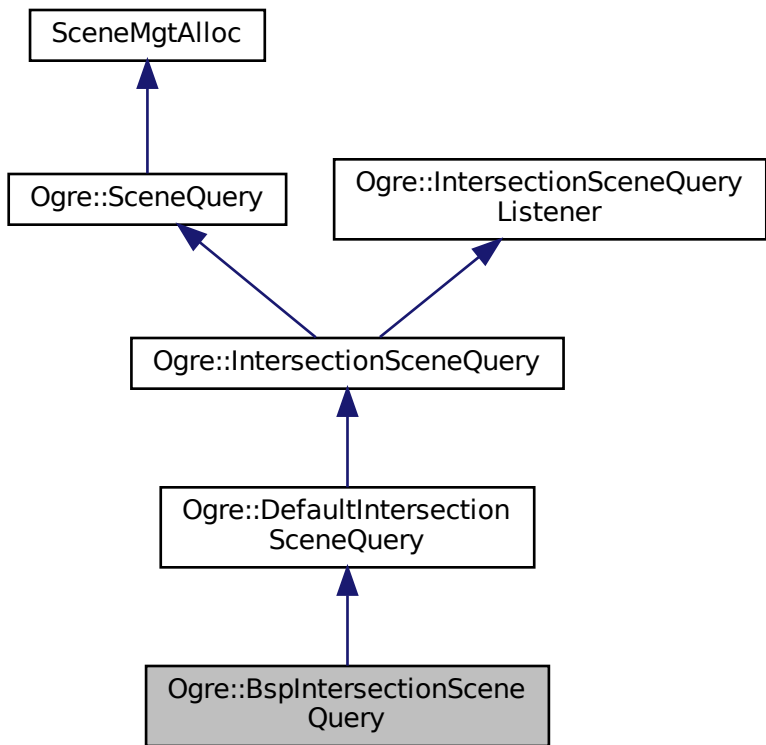 SceneMgtAlloc
Ogre::SceneQuery
Ogre::IntersectionSceneQuery
Listener
Ogre::IntersectionSceneQuery
Ogre::DefaultIntersection
SceneQuery
Ogre::BspIntersectionScene
Query